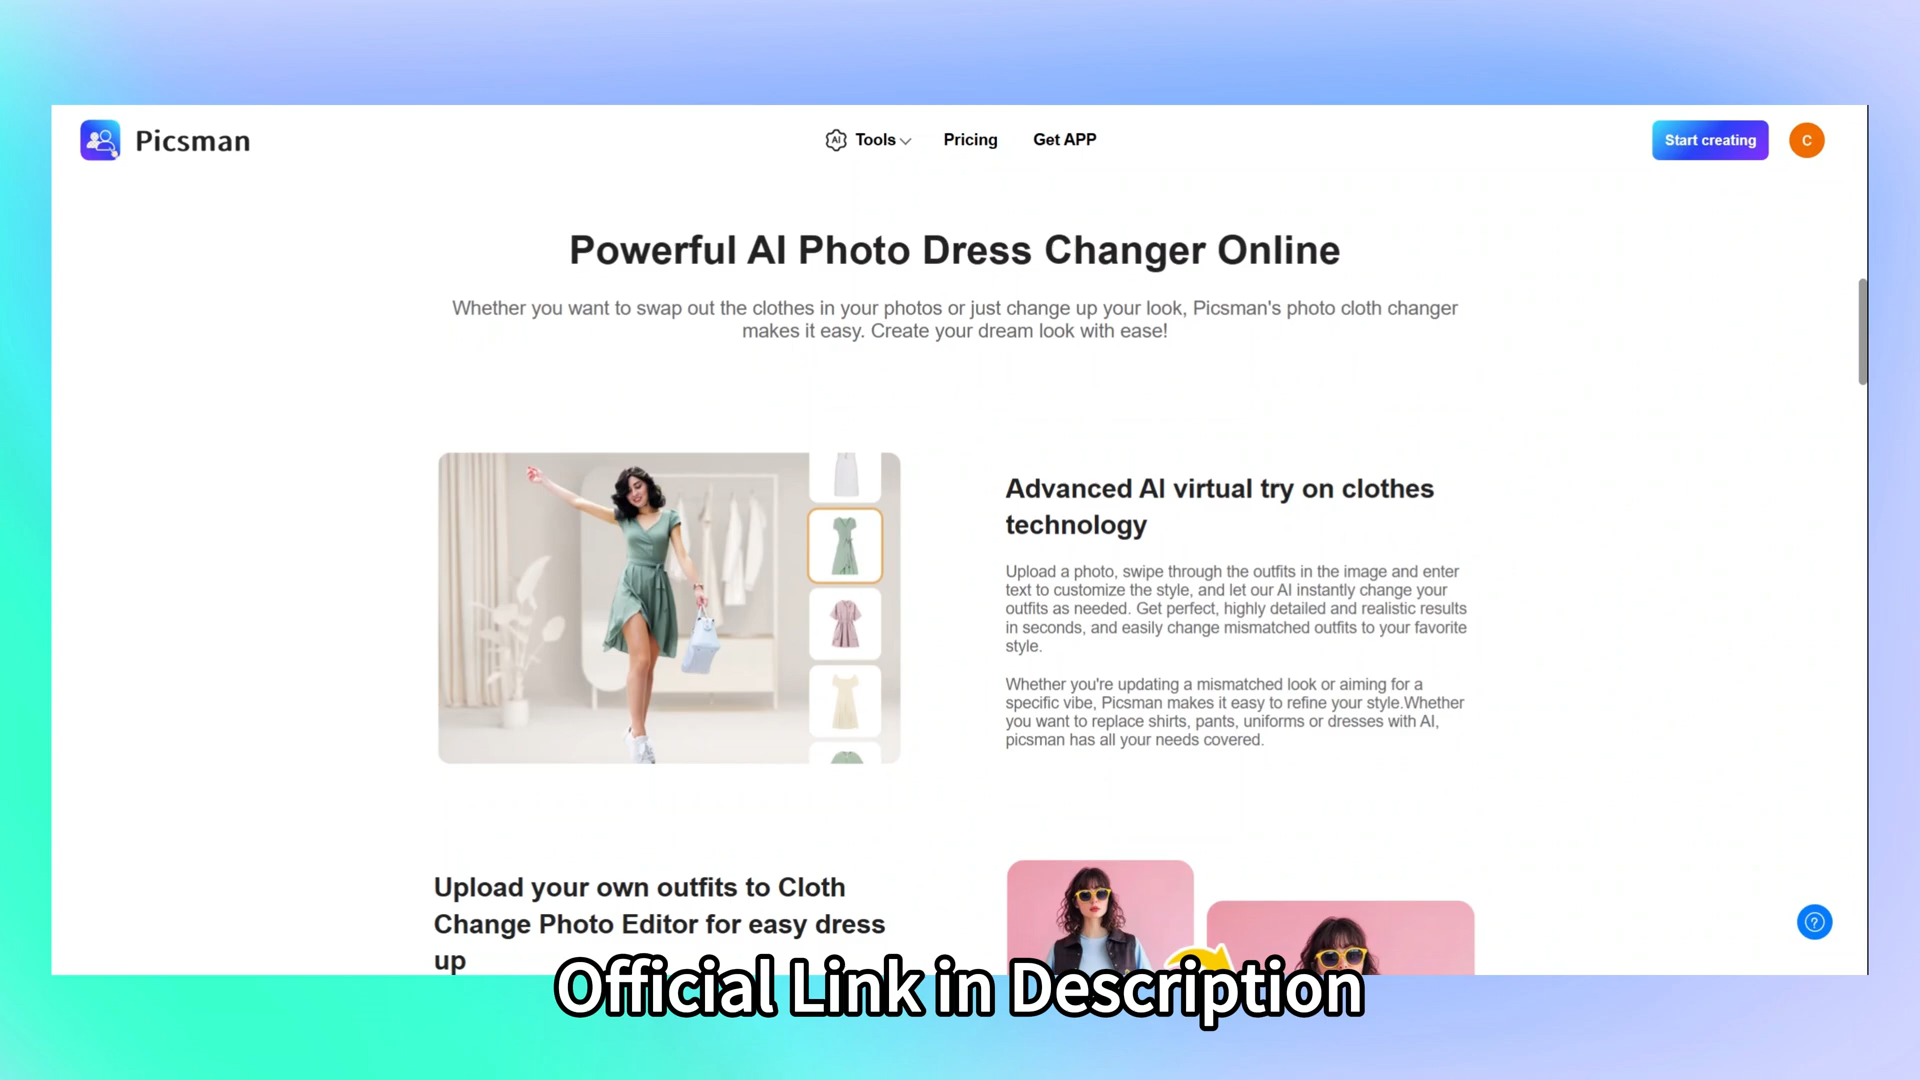 Picsman
AI Tools Pricing Get APP
Start creating
C
Powerful AI Photo Dress Changer Online
Whether you want to swap out the clothes in your photos or just change up your look, Picsman's photo cloth changer
makes it easy. Create your dream look with ease!
Advanced AI virtual try on clothes
technology
Upload a photo, swipe through the outfits in the image and enter
text to customize the style, and let our AI instantly change your
outfits as needed. Get perfect, highly detailed and realistic results
in seconds, and easily change mismatched outfits to your favorite
style.
Whether you're updating a mismatched look or aiming for a
specific vibe, Picsman makes it easy to refine your style.Whether
you want to replace shirts, pants, uniforms or dresses with AI,
picsman has all your needs covered.
Upload your own outfits to Cloth
Change Photo Editor for easy dress
up
?
Official Link in Description